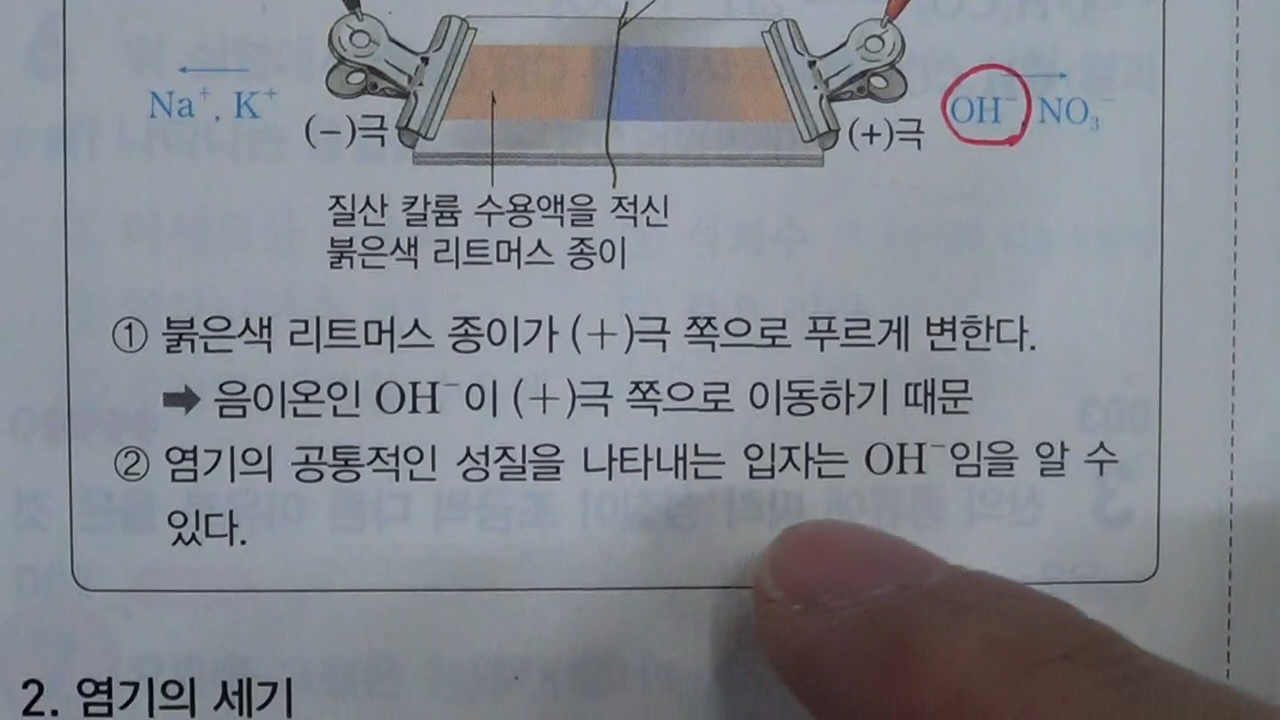 Na⁺, K⁺
(−)극
(+)극
OH⁻ NO₃⁻
질산 칼륨 수용액을 적신
붉은색 리트머스 종이
① 붉은색 리트머스 종이가 (+)극 쪽으로 푸르게 변한다.
➡ 음이온인 OH⁻이 (+)극 쪽으로 이동하기 때문
② 염기의 공통적인 성질을 나타내는 입자는 OH⁻임을 알 수
있다.
2. 염기의 세기